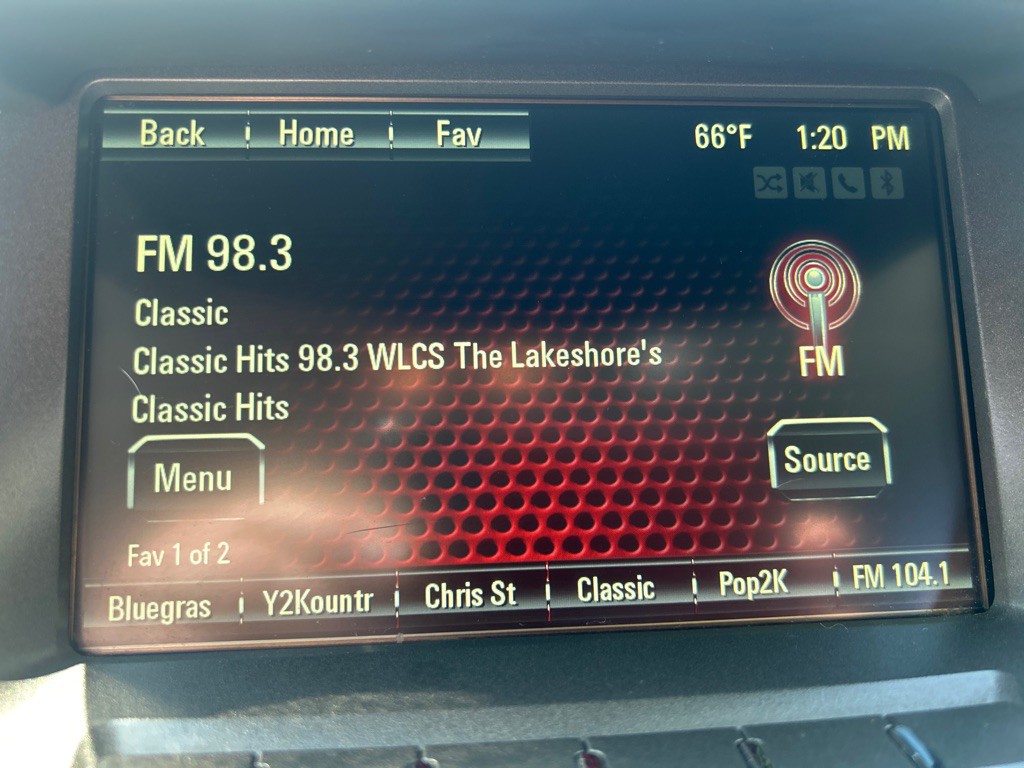 Back Home Fav 66°F 1:20 PM
FM 98.3
Classic
Classic Hits 98.3 WLCS The Lakeshore's
Classic Hits
FM
Menu
Source
Fav 1 of 2
Bluegras Y2Kountr Chris St Classic Pop2K FM 104.1